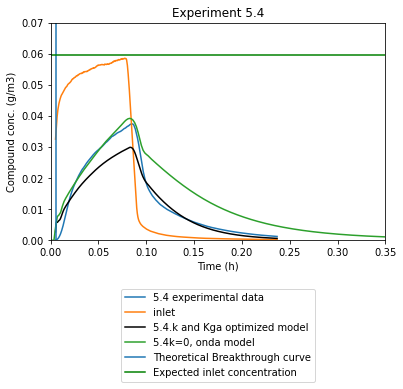 Experiment 5.4
0.07
0.06
0.05
0.04
0.03
0.02
0.01
0.00
Compound conc. (g/m3)
0.00 0.05 0.10 0.15 0.20 0.25 0.30 0.35
Time (h)
5.4 experimental data
inlet
5.4.k and Kga optimized model
5.4k=0, onda model
Theoretical Breakthrough curve
Expected inlet concentration